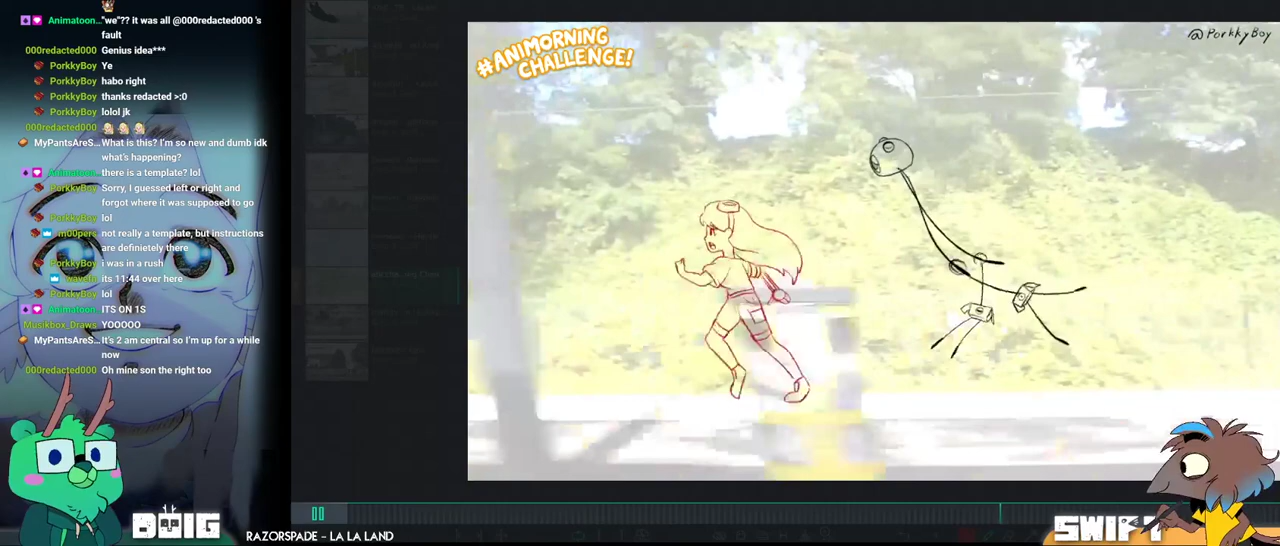 Animatoon... "we"?? it was all @000redacted000 's
fault
000redacted000 Genius idea***
PorkkyBoy Ye
PorkkyBoy habo right
PorkkyBoy thanks redacted >:0
PorkkyBoy lolol jk
000redacted000
MyPantsAreS... What is this? I'm so new and dumb idk
what's happening?
Animatoon... there is a template? lol
PorkkyBoy Sorry, I guessed left or right and
forgot where it was supposed to go
PorkkyBoy lol
m00pers not really a template, but instructions
are definietely there
PorkkyBoy i was in a rush
its 11:44 over here
PorkkyBoy lol
Animatoon... ITS ON 1S
Musikbox_Draws YOOOOO
MyPantsAreS... It's 2 am central so I'm up for a while
now
000redacted000 Oh mine son the right too
#ANIMORNING
CHALLENGE!
@PorkkyBoy
DOIG
RAZORSPADE - LA LA LAND
SWIFT